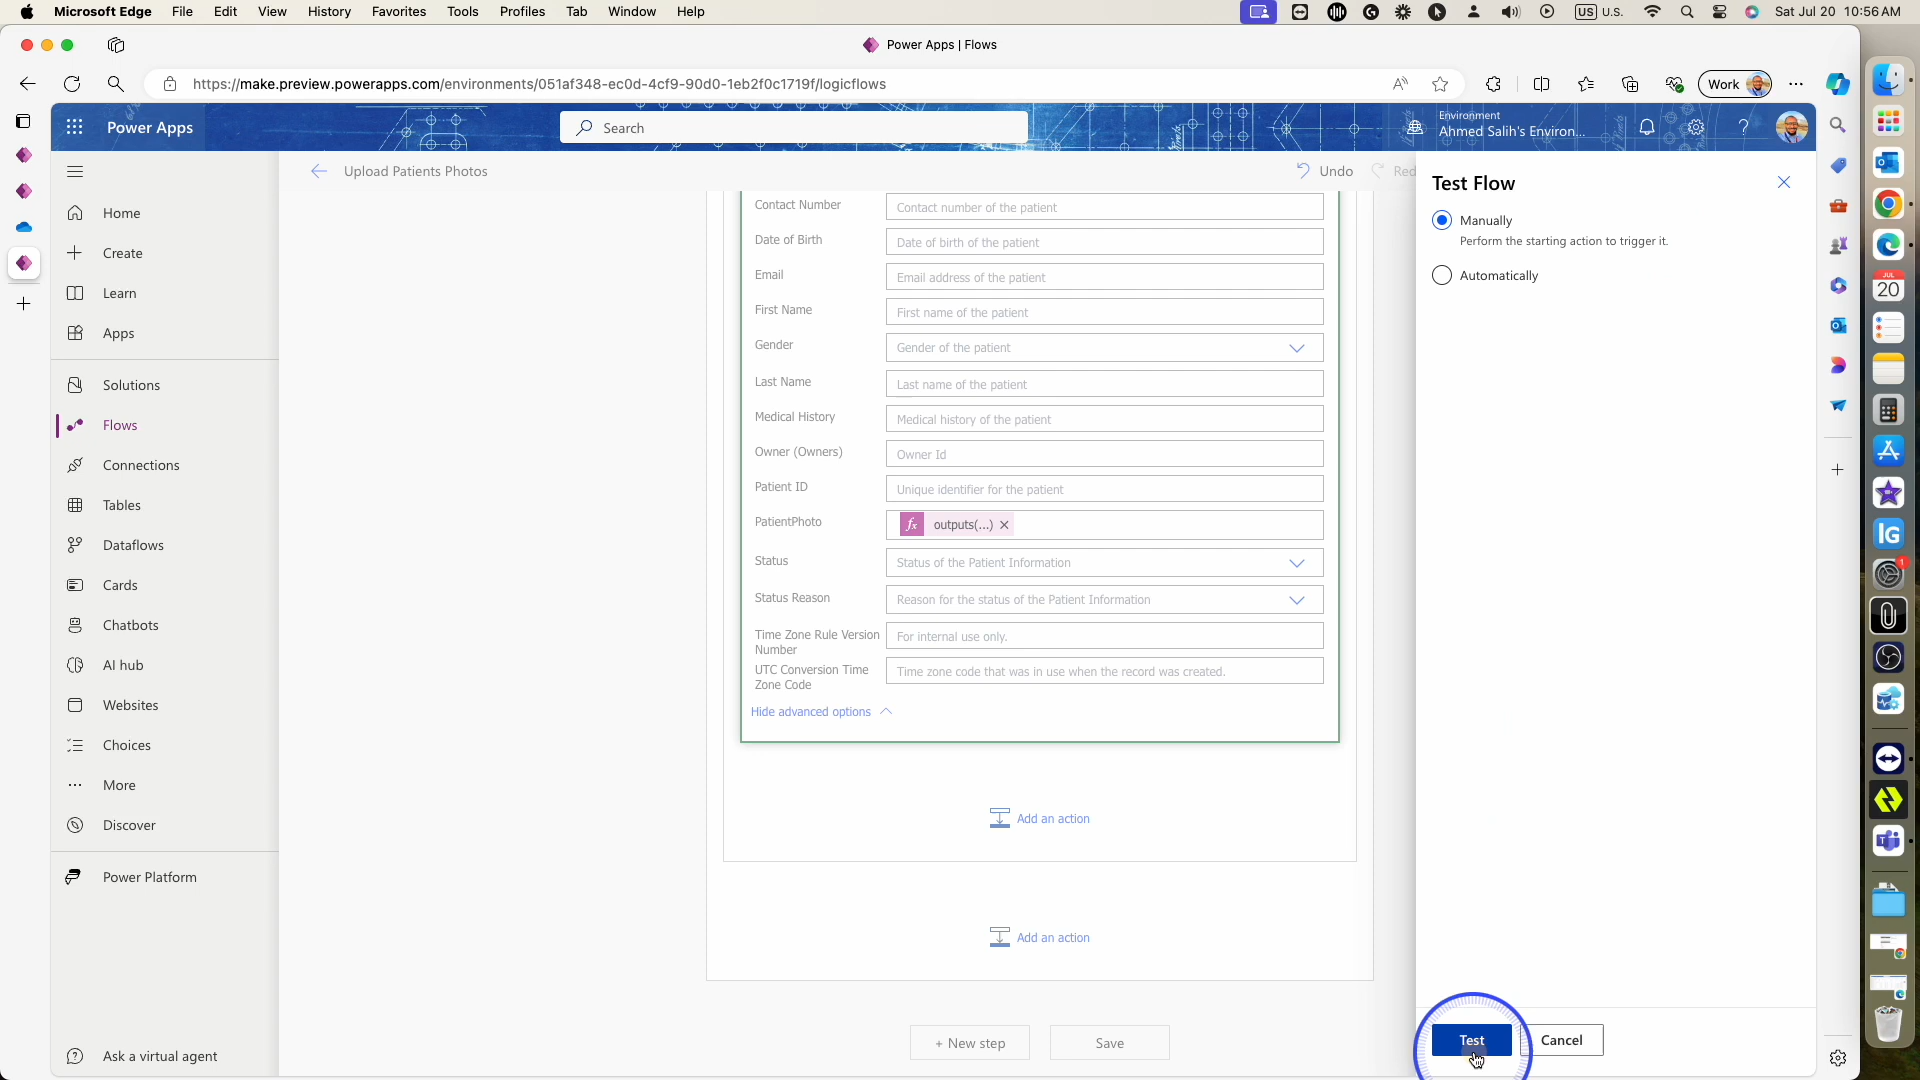 Microsoft Edge File Edit View History Favorites Tools Profiles Tab Window Help US U.S. Sat Jul 20 10:56 AM
Power Apps | Flows
https://make.preview.powerapps.com/environments/051af348-ec0d-4cf9-90d0-1eb2f0c1719f/logicflows
Work
Power Apps
Search
Environment
Ahmed Salih's Environ...
Upload Patients Photos
Undo
Red
Home
Create
Learn
Apps
Solutions
Flows
Connections
Tables
Dataflows
Cards
Chatbots
AI hub
Websites
Choices
More
Discover
Power Platform
Ask a virtual agent
Contact Number Contact number of the patient
Date of Birth Date of birth of the patient
Email Email address of the patient
First Name First name of the patient
Gender Gender of the patient
Last Name Last name of the patient
Medical History Medical history of the patient
Owner (Owners) Owner Id
Patient ID Unique identifier for the patient
PatientPhoto fx outputs(...) ×
Status Status of the Patient Information
Status Reason Reason for the status of the Patient Information
Time Zone Rule Version
Number
For internal use only.
UTC Conversion Time
Zone Code
Time zone code that was in use when the record was created.
Hide advanced options
Add an action
Add an action
+ New step
Save
Test Flow
Manually
Perform the starting action to trigger it.
Automatically
Test
Cancel
JUL
20
1